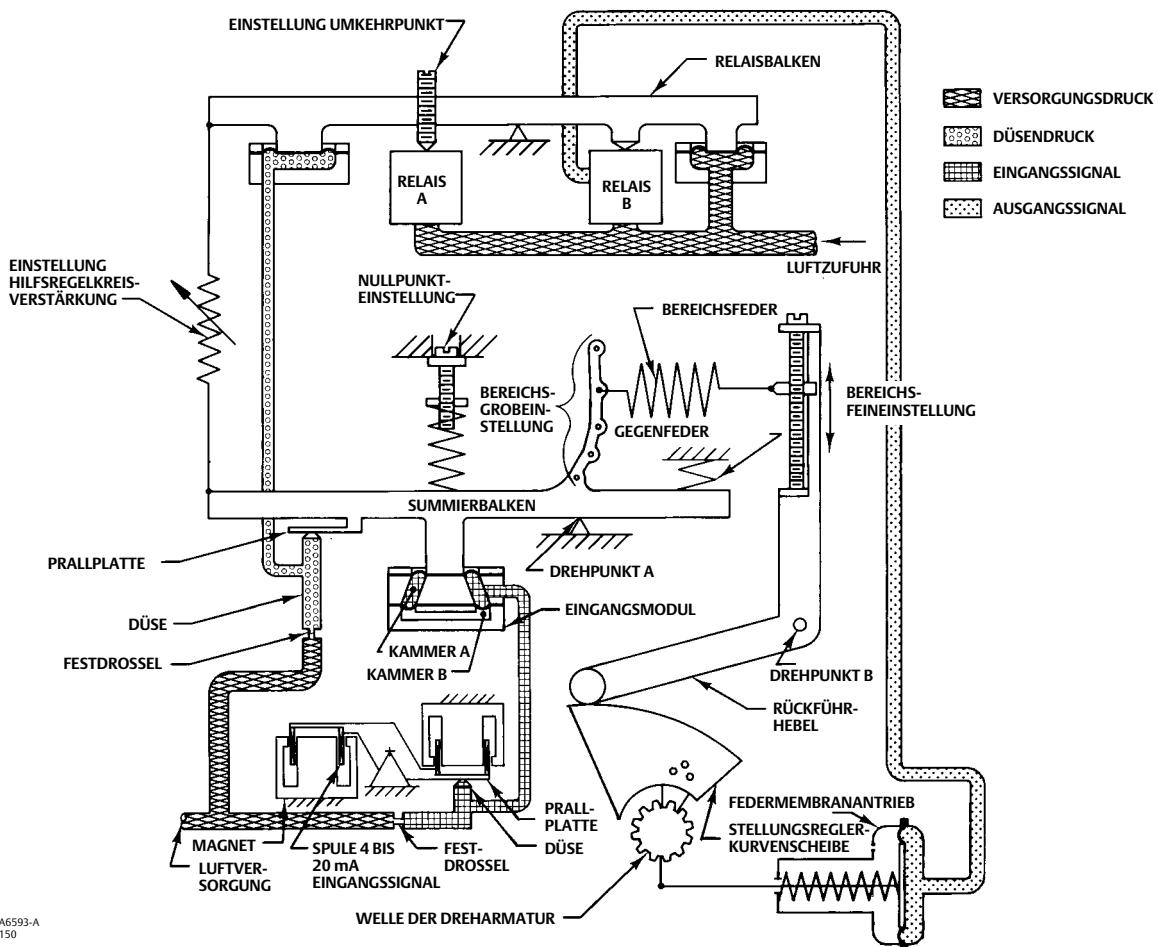 EINSTELLUNG UMKEHRPUNKT
RELAISBALKEN
VERSORGUNGSDRUCK
DÜSENDRUCK
EINGANGSSIGNAL
AUSGANGSSIGNAL
RELAIS
A
RELAIS
B
LUFTZUFUHR
EINSTELLUNG
HILFSREGELKREIS-
VERSTÄRKUNG
NULLPUNKT-
EINSTELLUNG
BEREICHSFEDER
BEREICHS-
GROBEIN-
STELLUNG
GEGENFEDER
BEREICHS-
FEINEINSTELLUNG
SUMMIERBALKEN
PRALLPLATTE
DREHPUNKT A
DÜSE
EINGANGSMODUL
FESTDROSSEL
KAMMER A
KAMMER B
DREHPUNKT B
RÜCKFÜHR-
HEBEL
MAGNET
LUFTVER-
SORGUNG
SPULE 4 BIS
20 mA
EINGANGSSIGNAL
FEST-
DROSSEL
PRALL-
PLATTE
DÜSE
FEDERMEMBRANANTRIEB
STELLUNGSREGLER-
KURVENSCHEIBE
WELLE DER DREHARMATUR
A6593-A
150